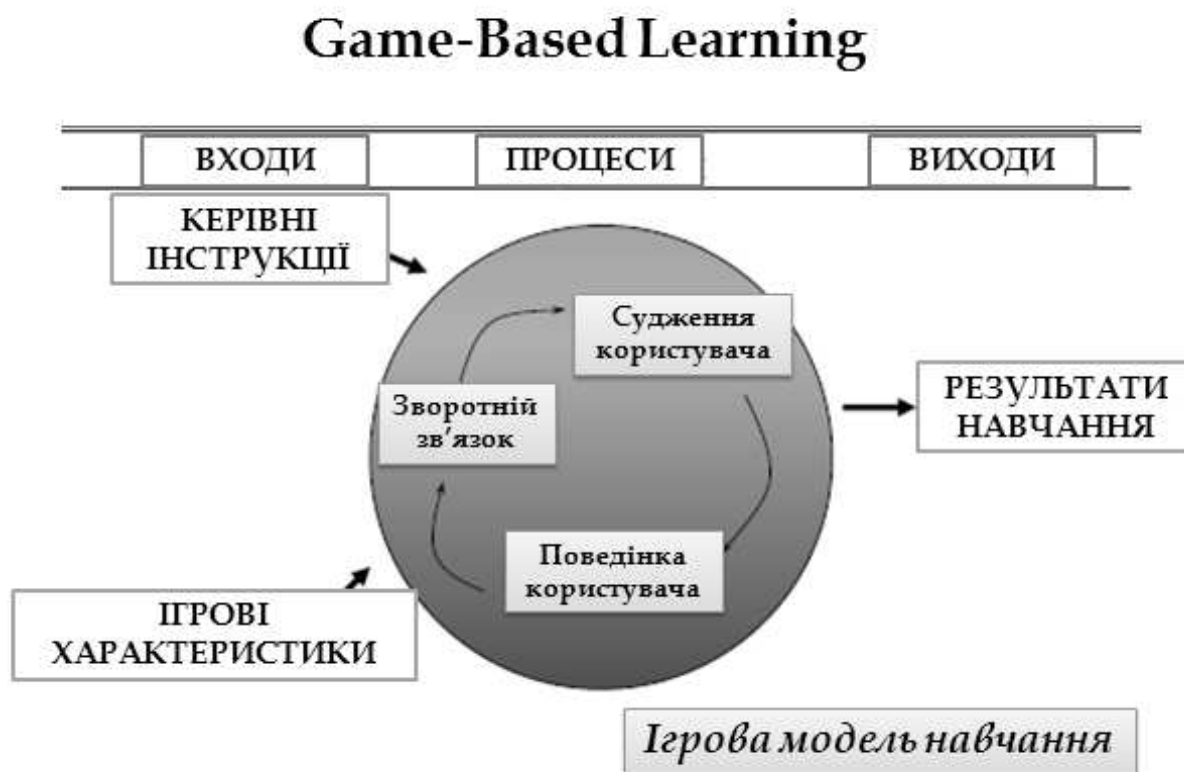 Game-Based Learning
ВХОДИ
ПРОЦЕСИ
ВИХОДИ
КЕРІВНІ
ІНСТРУКЦІЇ
Судження
користувача
Зворотній
зв’язок
РЕЗУЛЬТАТИ
НАВЧАННЯ
Поведінка
користувача
ІГРОВІ
ХАРАКТЕРИСТИКИ
Ігрова модель навчання